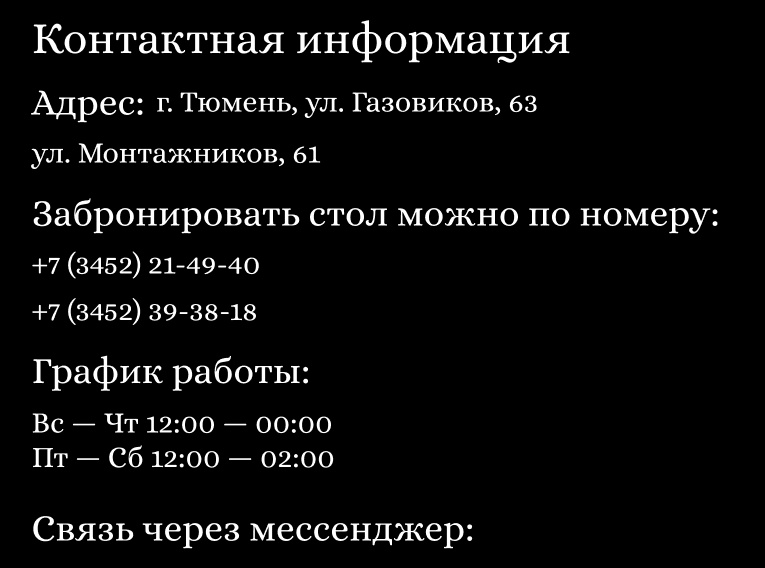 Контактная информация
Адрес: г. Тюмень, ул. Газовиков, 63
ул. Монтажников, 61
Забронировать стол можно по номеру:
+7 (3452) 21-49-40
+7 (3452) 39-38-18
График работы:
Вс — Чт 12:00 — 00:00
Пт — Сб 12:00 — 02:00
Связь через мессенджер: